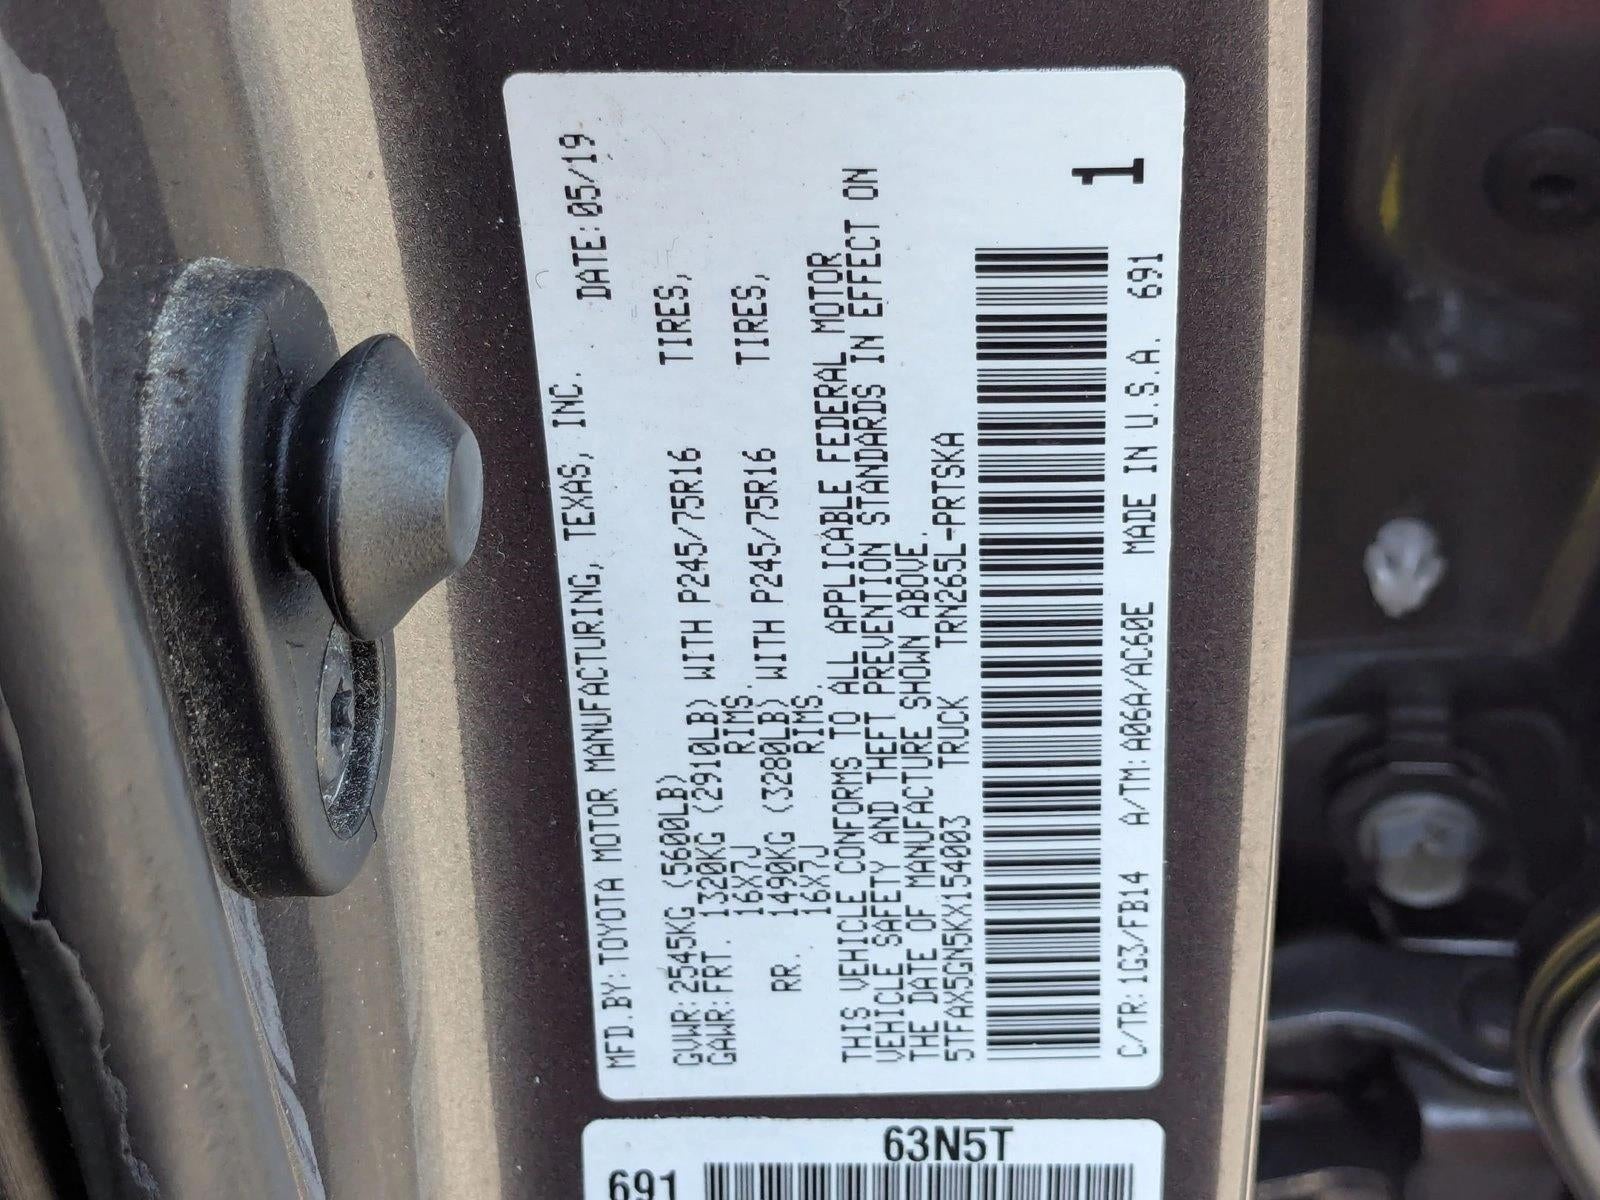 MFD.BY:TOYOTA MOTOR MANUFACTURING, TEXAS, INC. DATE:05/19
GVWR:2545KG (5600LB)
GAWR:FRT. 1320KG (2910LB) WITH P245/75R16 TIRES,
16X7J RIMS.
RR. 1490KG (3280LB) WITH P245/75R16 TIRES,
16X7J RIMS.
THIS VEHICLE CONFORMS TO ALL APPLICABLE FEDERAL MOTOR
VEHICLE SAFETY AND THEFT PREVENTION STANDARDS IN EFFECT ON
THE DATE OF MANUFACTURE SHOWN ABOVE.
5TFAX5GN5KX154003 TRUCK TRN265L-PRTSKA
1
C/TR:1G3/FB14 A/TM:A06A/AC60E MADE IN U.S.A. 691
63N5T
691